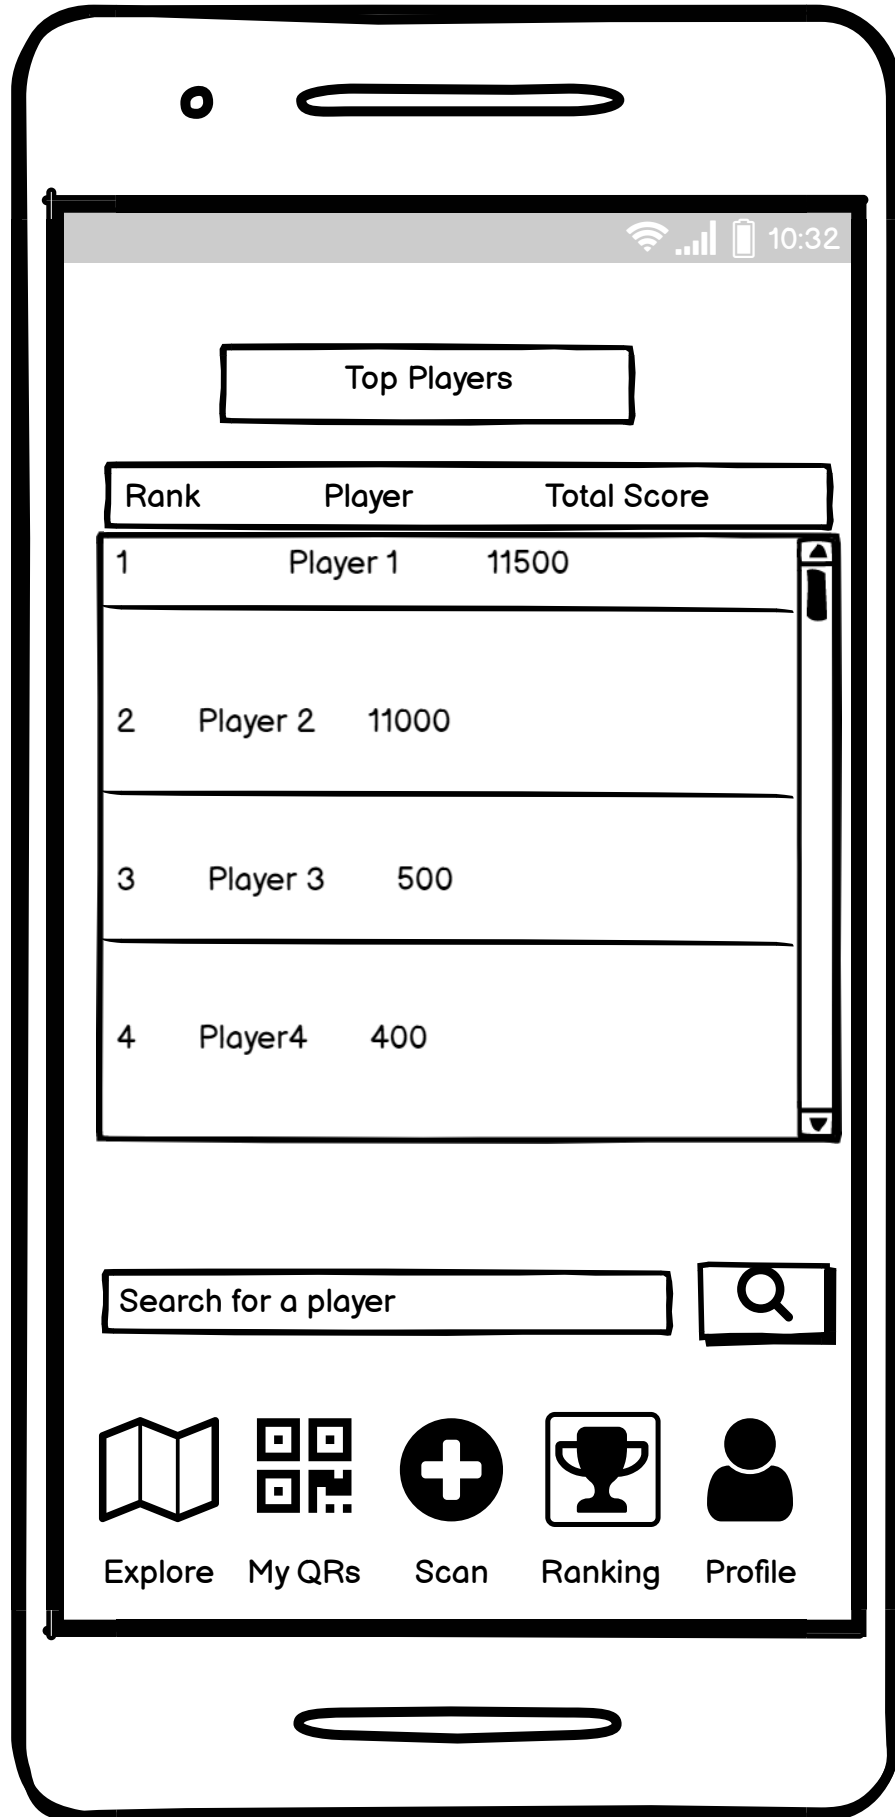 10:32
Top Players
Rank Player Total Score
1 Player 1 11500
2 Player 2 11000
3 Player 3 500
4 Player4 400
Search for a player
Explore My QRs Scan Ranking Profile